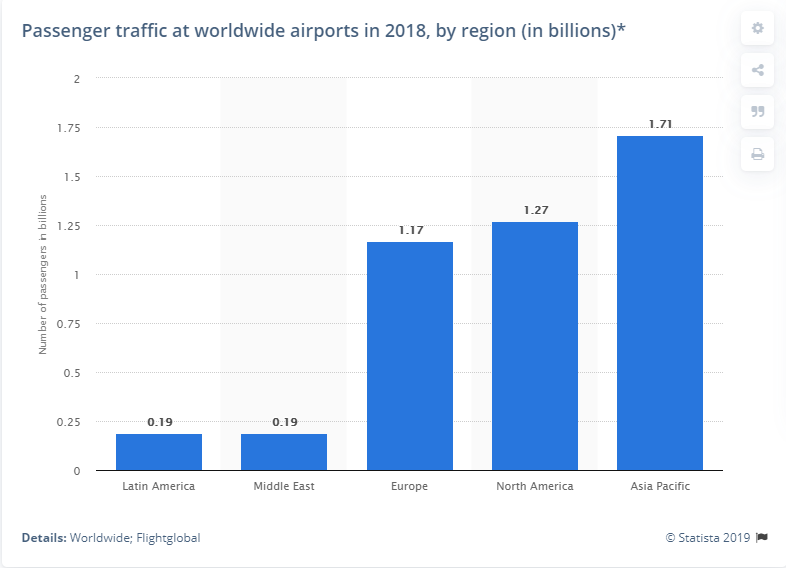 Passenger traffic at worldwide airports in 2018, by region (in billions)*
Number of passengers in billions
2
1.75
1.5
1.25
1
0.75
0.5
0.25
0
0.19
0.19
1.17
1.27
1.71
Latin America
Middle East
Europe
North America
Asia Pacific
Details: Worldwide; Flightglobal
© Statista 2019